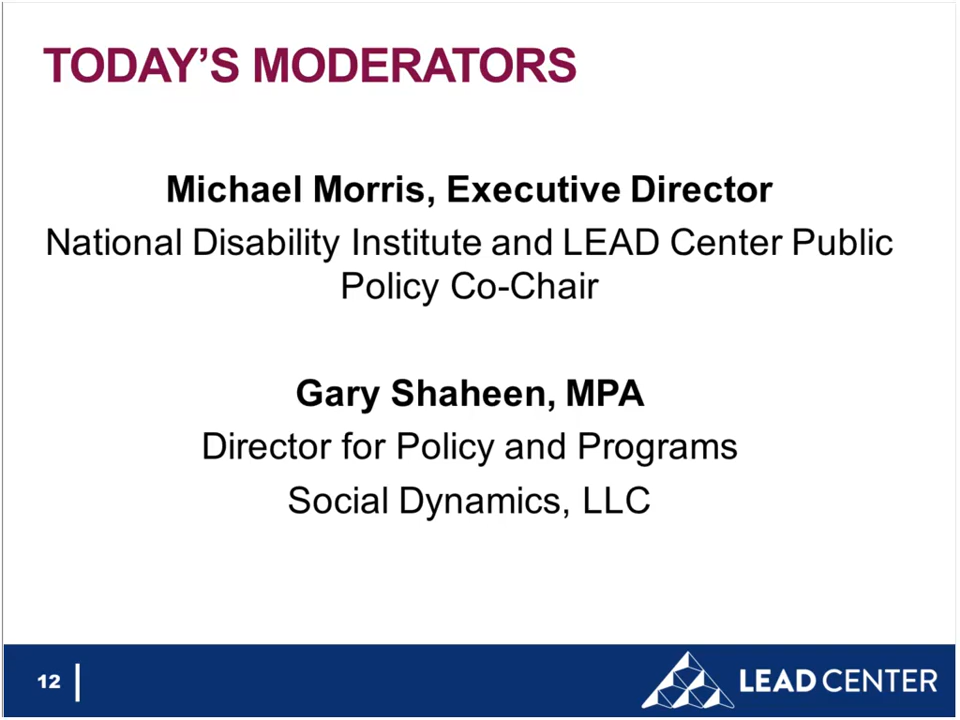 TODAY’S MODERATORS
Michael Morris, Executive Director
National Disability Institute and LEAD Center Public
Policy Co-Chair
Gary Shaheen, MPA
Director for Policy and Programs
Social Dynamics, LLC
12
LEAD CENTER